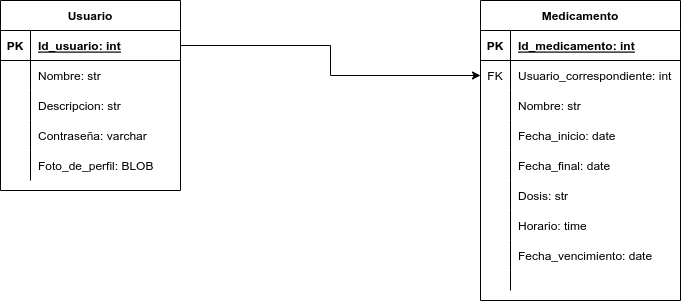 Usuario
PK Id_usuario: int
Nombre: str
Descripcion: str
Contraseña: varchar
Foto_de_perfil: BLOB
Medicamento
PK Id_medicamento: int
FK Usuario_correspondiente: int
Nombre: str
Fecha_inicio: date
Fecha_final: date
Dosis: str
Horario: time
Fecha_vencimiento: date